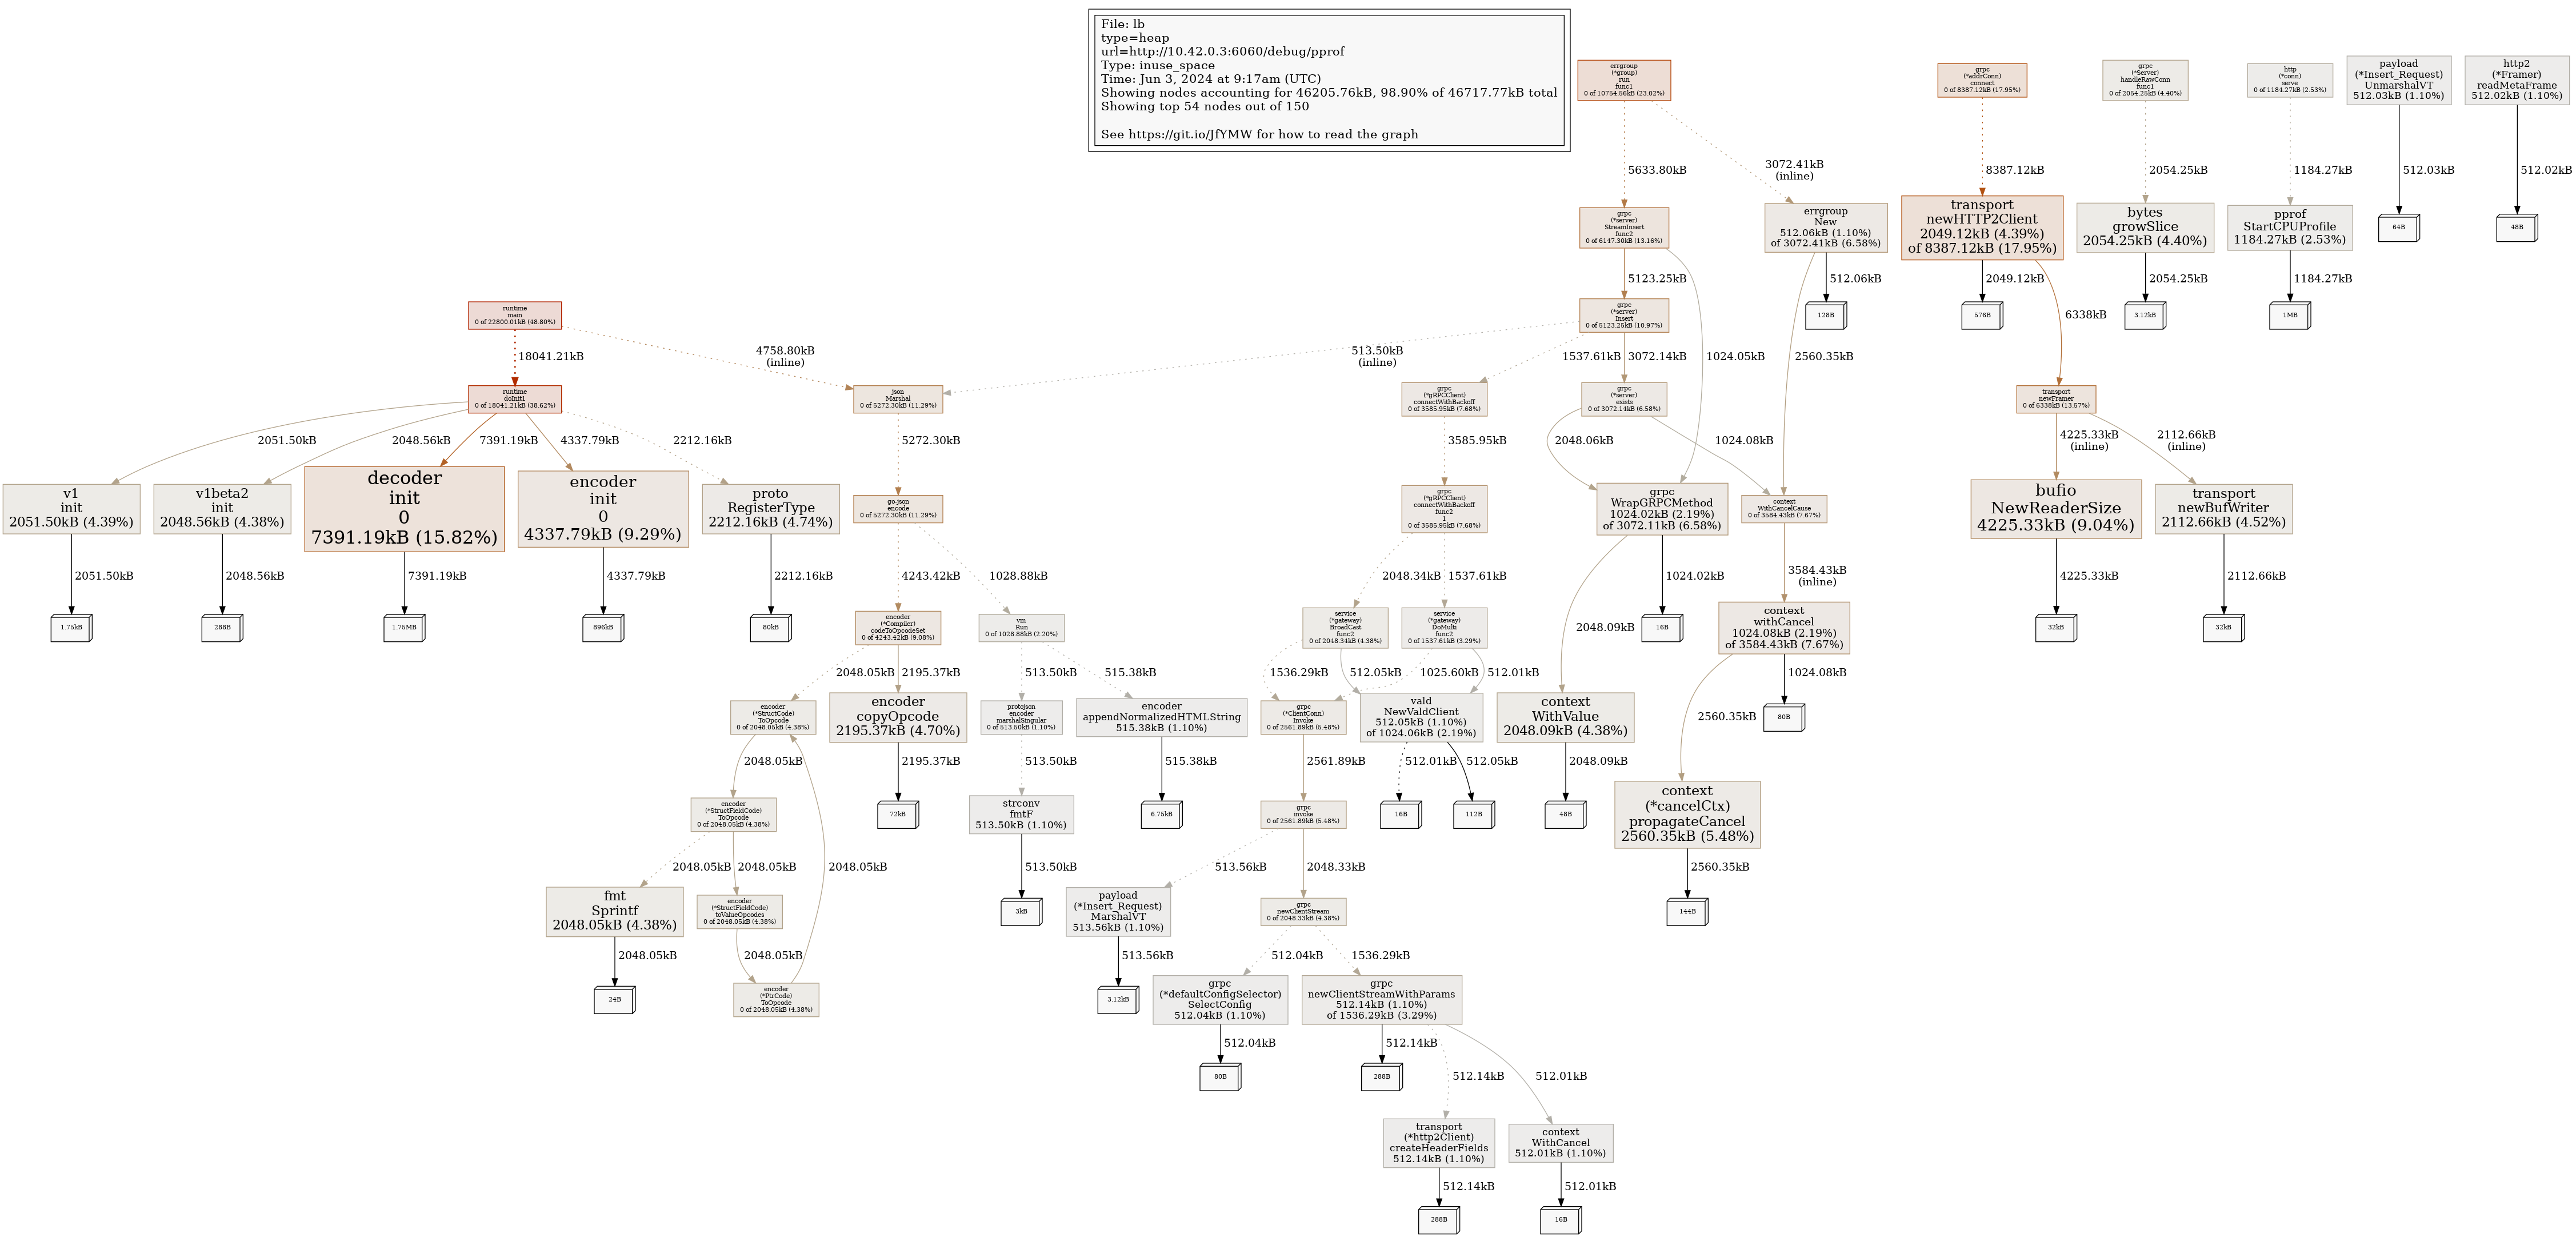 File: lb
type=heap
url=http://10.42.0.3:6060/debug/pprof
Type: inuse_space
Time: Jun 3, 2024 at 9:17am (UTC)
Showing nodes accounting for 46205.76kB, 98.90% of 46717.77kB total
Showing top 54 nodes out of 150
See https://git.io/JfYMW for how to read the graph
errgroup
(*group)
run
func1
0 of 10754.56kB (23.02%)
grpc
(*addrConn)
connect
0 of 8387.12kB (17.95%)
grpc
(*Server)
handleRawConn
func1
0 of 2054.25kB (4.40%)
http
(*conn)
serve
0 of 1184.27kB (2.53%)
payload
(*Insert_Request)
UnmarshalVT
512.03kB (1.10%)
http2
(*Framer)
readMetaFrame
512.02kB (1.10%)
5633.80kB
3072.41kB
(inline)
8387.12kB
2054.25kB
1184.27kB
512.03kB
512.02kB
grpc
(*server)
StreamInsert
func2
0 of 6147.30kB (13.16%)
errgroup
New
512.06kB (1.10%)
of 3072.41kB (6.58%)
transport
newHTTP2Client
2049.12kB (4.39%)
of 8387.12kB (17.95%)
bytes
growSlice
2054.25kB (4.40%)
pprof
StartCPUProfile
1184.27kB (2.53%)
64B
48B
5123.25kB
512.06kB
2049.12kB
2054.25kB
1184.27kB
runtime
main
0 of 22800.01kB (48.80%)
grpc
(*server)
Insert
0 of 5123.25kB (10.97%)
128B
576B
6338kB
3.12kB
1MB
18041.21kB
4758.80kB
(inline)
513.50kB
(inline)
1537.61kB
3072.14kB
1024.05kB
2560.35kB
runtime
doInit1
0 of 18041.21kB (38.62%)
json
Marshal
0 of 5272.30kB (11.29%)
grpc
(*gRPCClient)
connectWithBackoff
0 of 3585.95kB (7.68%)
grpc
(*server)
exists
0 of 3072.14kB (6.58%)
transport
newFramer
0 of 6338kB (13.57%)
2051.50kB
2048.56kB
7391.19kB
4337.79kB
2212.16kB
5272.30kB
3585.95kB
2048.06kB
1024.08kB
4225.33kB
(inline)
2112.66kB
(inline)
v1
init
2051.50kB (4.39%)
v1beta2
init
2048.56kB (4.38%)
decoder
init
0
7391.19kB (15.82%)
encoder
init
0
4337.79kB (9.29%)
proto
RegisterType
2212.16kB (4.74%)
go-json
encode
0 of 5272.30kB (11.29%)
grpc
(*gRPCClient)
connectWithBackoff
func2
1
0 of 3585.95kB (7.68%)
grpc
WrapGRPCMethod
1024.02kB (2.19%)
of 3072.11kB (6.58%)
context
WithCancelCause
0 of 3584.43kB (7.67%)
bufio
NewReaderSize
4225.33kB (9.04%)
transport
newBufWriter
2112.66kB (4.52%)
2051.50kB
2048.56kB
7391.19kB
4337.79kB
2212.16kB
4243.42kB
1028.88kB
2048.34kB
1537.61kB
1024.02kB
3584.43kB
(inline)
4225.33kB
2112.66kB
1.75kB
288B
1.75MB
896kB
80kB
encoder
(*Compiler)
codeToOpcodeSet
0 of 4243.42kB (9.08%)
vm
Run
0 of 1028.88kB (2.20%)
service
(*gateway)
BroadCast
func2
0 of 2048.34kB (4.38%)
service
(*gateway)
DoMulti
func2
0 of 1537.61kB (3.29%)
2048.09kB
16B
context
withCancel
1024.08kB (2.19%)
of 3584.43kB (7.67%)
32kB
32kB
2048.05kB
2195.37kB
513.50kB
515.38kB
1536.29kB
512.05kB
1025.60kB
512.01kB
1024.08kB
encoder
(*StructCode)
ToOpcode
0 of 2048.05kB (4.38%)
encoder
copyOpcode
2195.37kB (4.70%)
protojson
encoder
marshalSingular
0 of 513.50kB (1.10%)
encoder
appendNormalizedHTMLString
515.38kB (1.10%)
grpc
(*ClientConn)
Invoke
0 of 2561.89kB (5.48%)
vald
NewValdClient
512.05kB (1.10%)
of 1024.06kB (2.19%)
context
WithValue
2048.09kB (4.38%)
2560.35kB
80B
2048.05kB
2195.37kB
513.50kB
515.38kB
2561.89kB
512.01kB
512.05kB
2048.09kB
encoder
(*StructFieldCode)
ToOpcode
0 of 2048.05kB (4.38%)
72kB
strconv
fmtF
513.50kB (1.10%)
6.75kB
grpc
invoke
0 of 2561.89kB (5.48%)
16B
112B
48B
context
(*cancelCtx)
propagateCancel
2560.35kB (5.48%)
2048.05kB
2048.05kB
2048.05kB
513.50kB
513.56kB
2048.33kB
2560.35kB
fmt
Sprintf
2048.05kB (4.38%)
encoder
(*StructFieldCode)
toValueOpcodes
0 of 2048.05kB (4.38%)
3kB
payload
(*Insert_Request)
MarshalVT
513.56kB (1.10%)
grpc
newClientStream
0 of 2048.33kB (4.38%)
144B
2048.05kB
2048.05kB
513.56kB
512.04kB
1536.29kB
24B
encoder
(*PtrCode)
ToOpcode
0 of 2048.05kB (4.38%)
3.12kB
grpc
(*defaultConfigSelector)
SelectConfig
512.04kB (1.10%)
grpc
newClientStreamWithParams
512.14kB (1.10%)
of 1536.29kB (3.29%)
512.04kB
512.14kB
80B
288B
512.14kB
512.01kB
transport
(*http2Client)
createHeaderFields
512.14kB (1.10%)
context
WithCancel
512.01kB (1.10%)
512.14kB
512.01kB
288B
16B